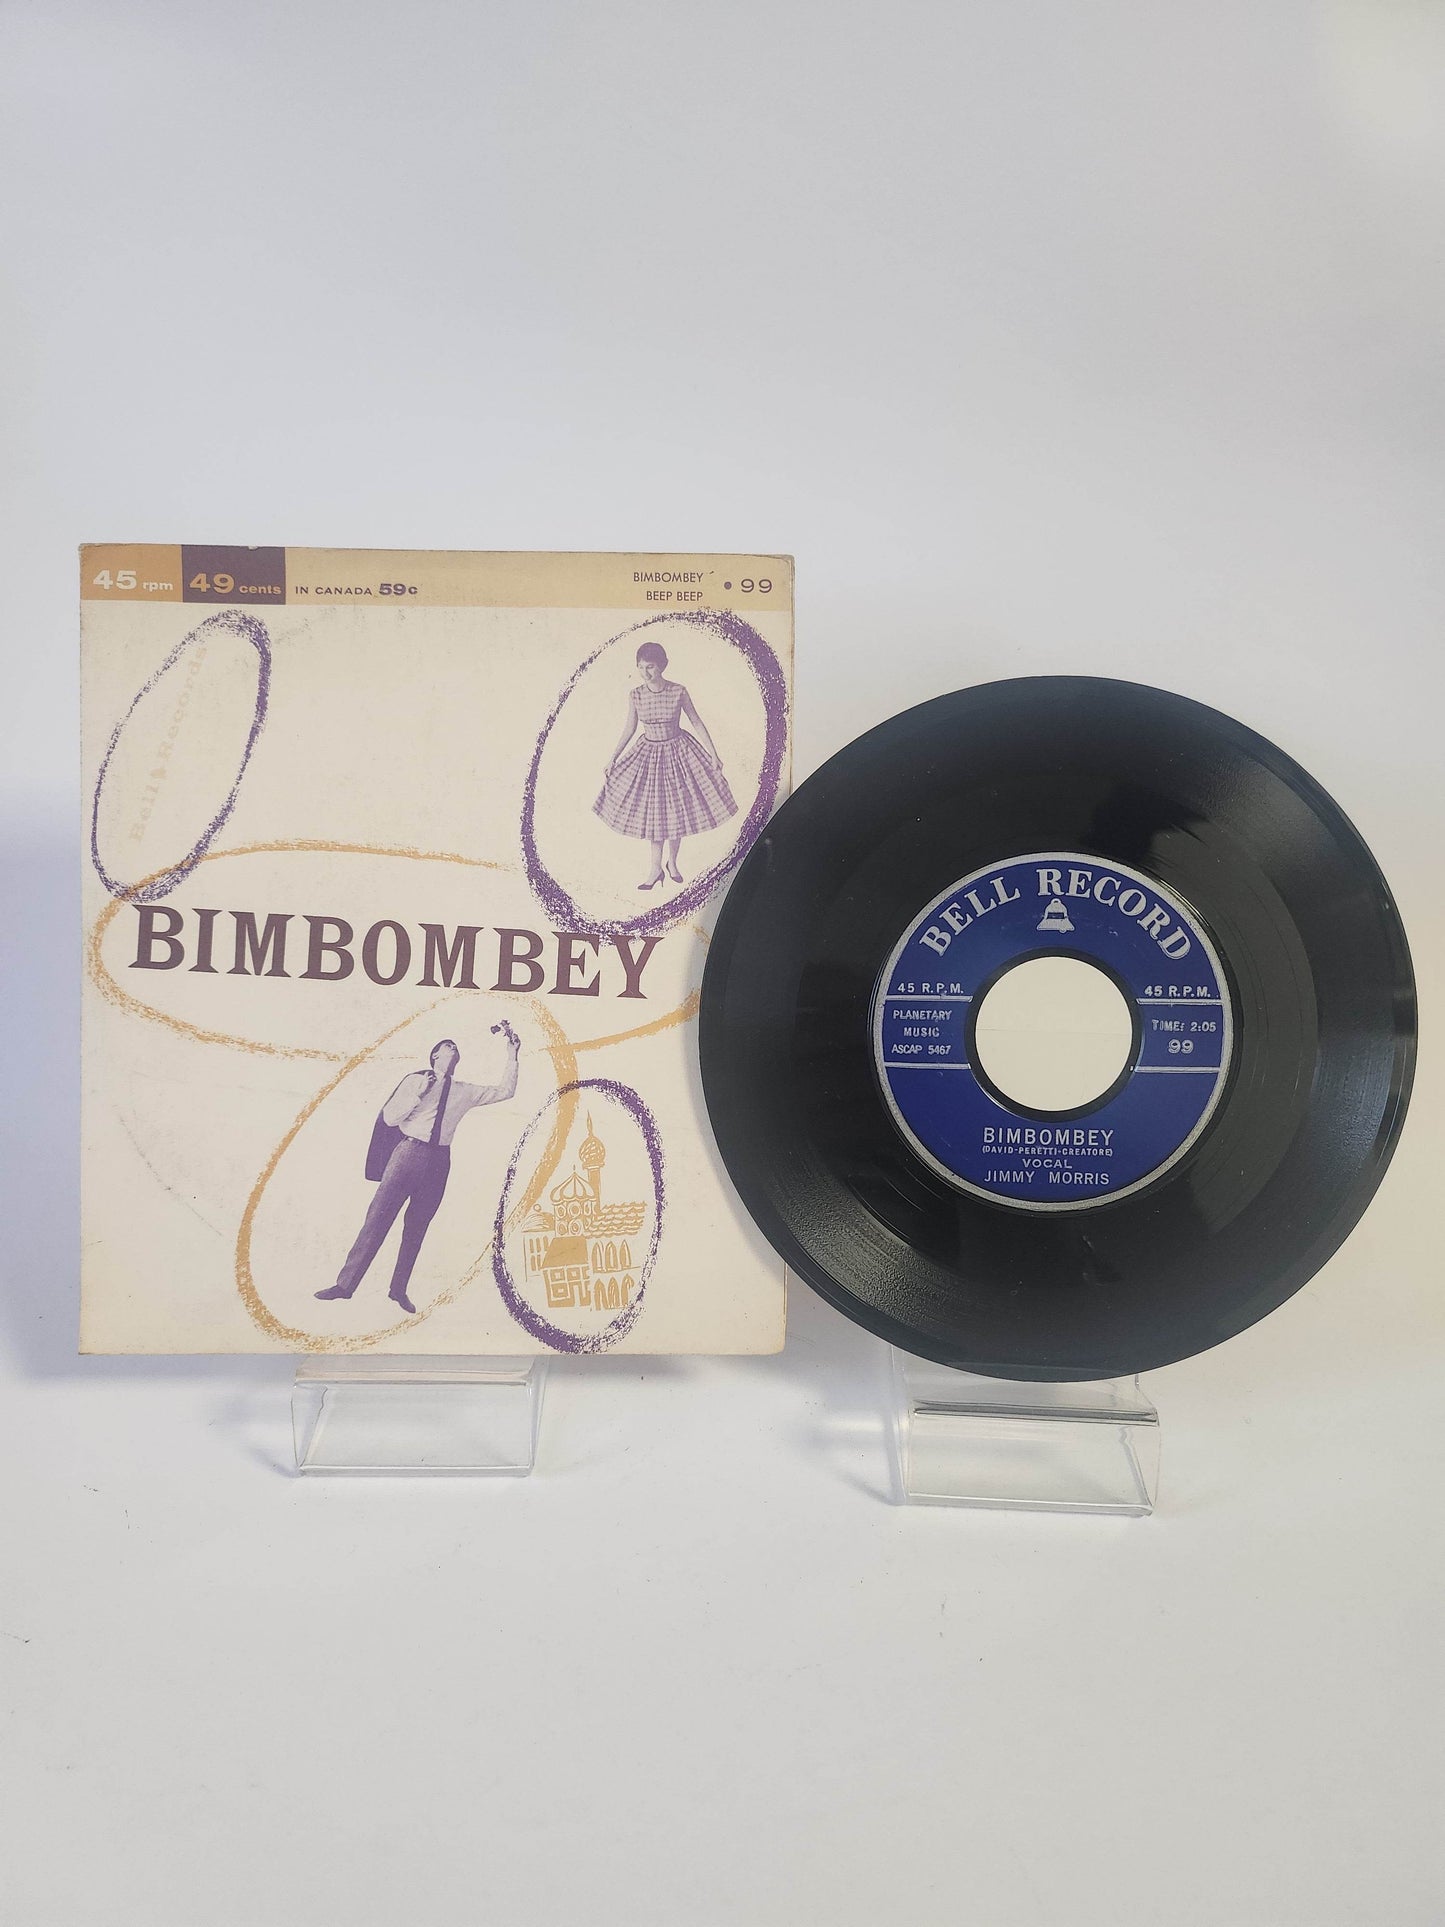 45 rpm 49 cents IN CANADA 59c
BIMBOMBEY • 99
BEEP BEEP
Bell Records
BIMBOMBEY
BELL RECORD
45 R.P.M. 45 R.P.M.
PLANETARY
MUSIC
ASCAP 5467
TIME: 2:05
99
BIMBOMBEY
(DAVID-PERETTI-CREATORE)
VOCAL
JIMMY MORRIS